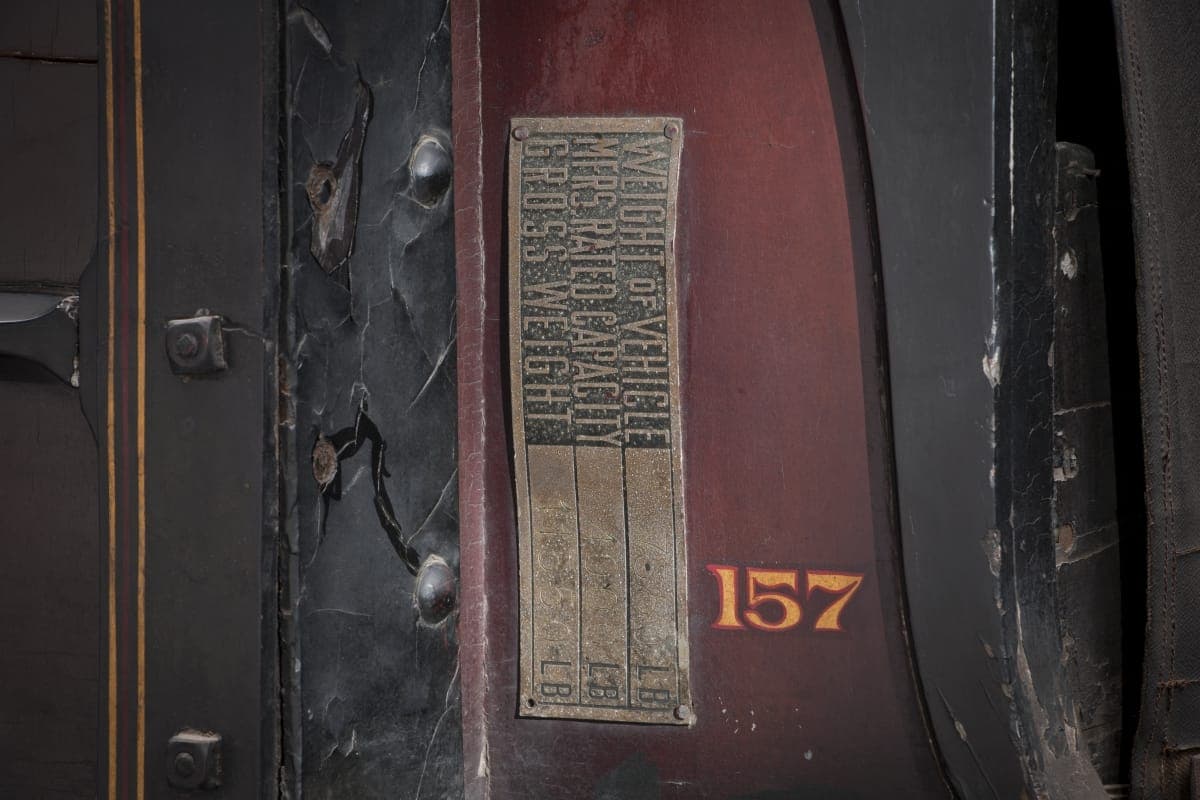 WEIGHT OF VEHICLE LB
MFRS. RATED CAPACITY LB
GROSS WEIGHT LB
157